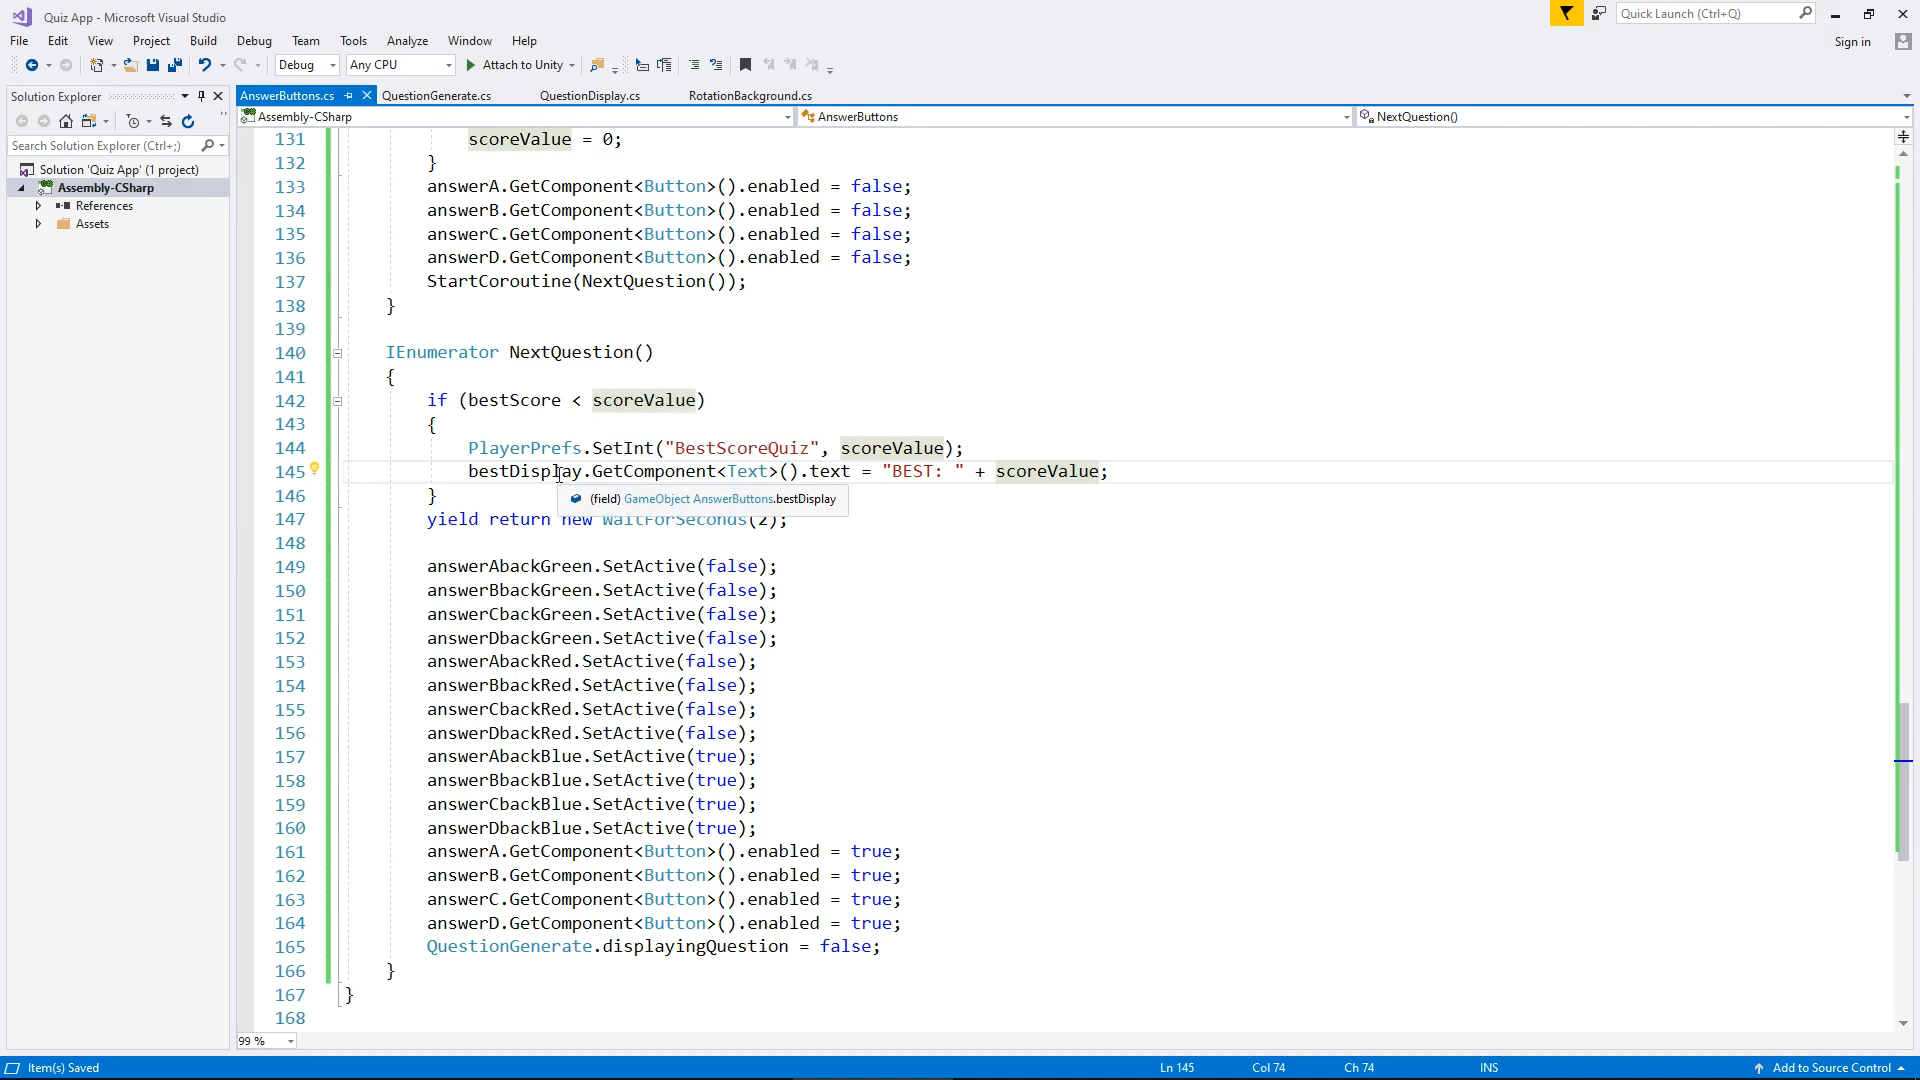 Quiz App - Microsoft Visual Studio
Quick Launch (Ctrl+Q)
File Edit View Project Build Debug Team Tools Analyze Window Help
Sign in
Debug Any CPU Attach to Unity
Solution Explorer
AnswerButtons.cs QuestionGenerate.cs QuestionDisplay.cs RotationBackground.cs
Assembly-CSharp AnswerButtons NextQuestion()
Search Solution Explorer (Ctrl+;)
Solution 'Quiz App' (1 project)
Assembly-CSharp
References
Assets
131 scoreValue = 0;
132 }
133 answerA.GetComponent<Button>().enabled = false;
134 answerB.GetComponent<Button>().enabled = false;
135 answerC.GetComponent<Button>().enabled = false;
136 answerD.GetComponent<Button>().enabled = false;
137 StartCoroutine(NextQuestion());
138 }
139
140 IEnumerator NextQuestion()
141 {
142 if (bestScore < scoreValue)
143 {
144 PlayerPrefs.SetInt("BestScoreQuiz", scoreValue);
145 bestDisplay.GetComponent<Text>().text = "BEST: " + scoreValue;
146 }
(field) GameObject AnswerButtons.bestDisplay
147 yield return new WaitForSeconds(2);
148
149 answerAbackGreen.SetActive(false);
150 answerBbackGreen.SetActive(false);
151 answerCbackGreen.SetActive(false);
152 answerDbackGreen.SetActive(false);
153 answerAbackRed.SetActive(false);
154 answerBbackRed.SetActive(false);
155 answerCbackRed.SetActive(false);
156 answerDbackRed.SetActive(false);
157 answerAbackBlue.SetActive(true);
158 answerBbackBlue.SetActive(true);
159 answerCbackBlue.SetActive(true);
160 answerDbackBlue.SetActive(true);
161 answerA.GetComponent<Button>().enabled = true;
162 answerB.GetComponent<Button>().enabled = true;
163 answerC.GetComponent<Button>().enabled = true;
164 answerD.GetComponent<Button>().enabled = true;
165 QuestionGenerate.displayingQuestion = false;
166 }
167 }
168
99 %
Item(s) Saved Ln 145 Col 74 Ch 74 INS Add to Source Control